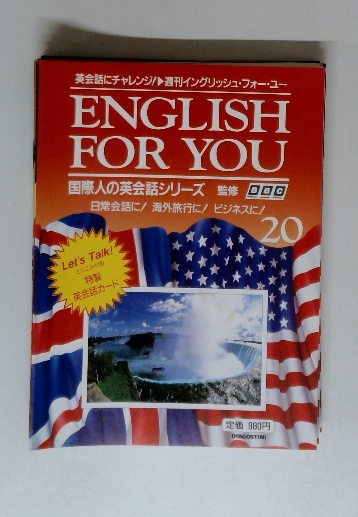 英会話にチャレンジ!▶週刊イングリッシュ・フォー・ユー
ENGLISH
FOR YOU
国際人の英会話シリーズ 監修 BBC
日常会話に! 海外旅行に! ビジネスに!
20
Let's Talk!
特製
英会話カード
定価 980円
DeAGOSTINI